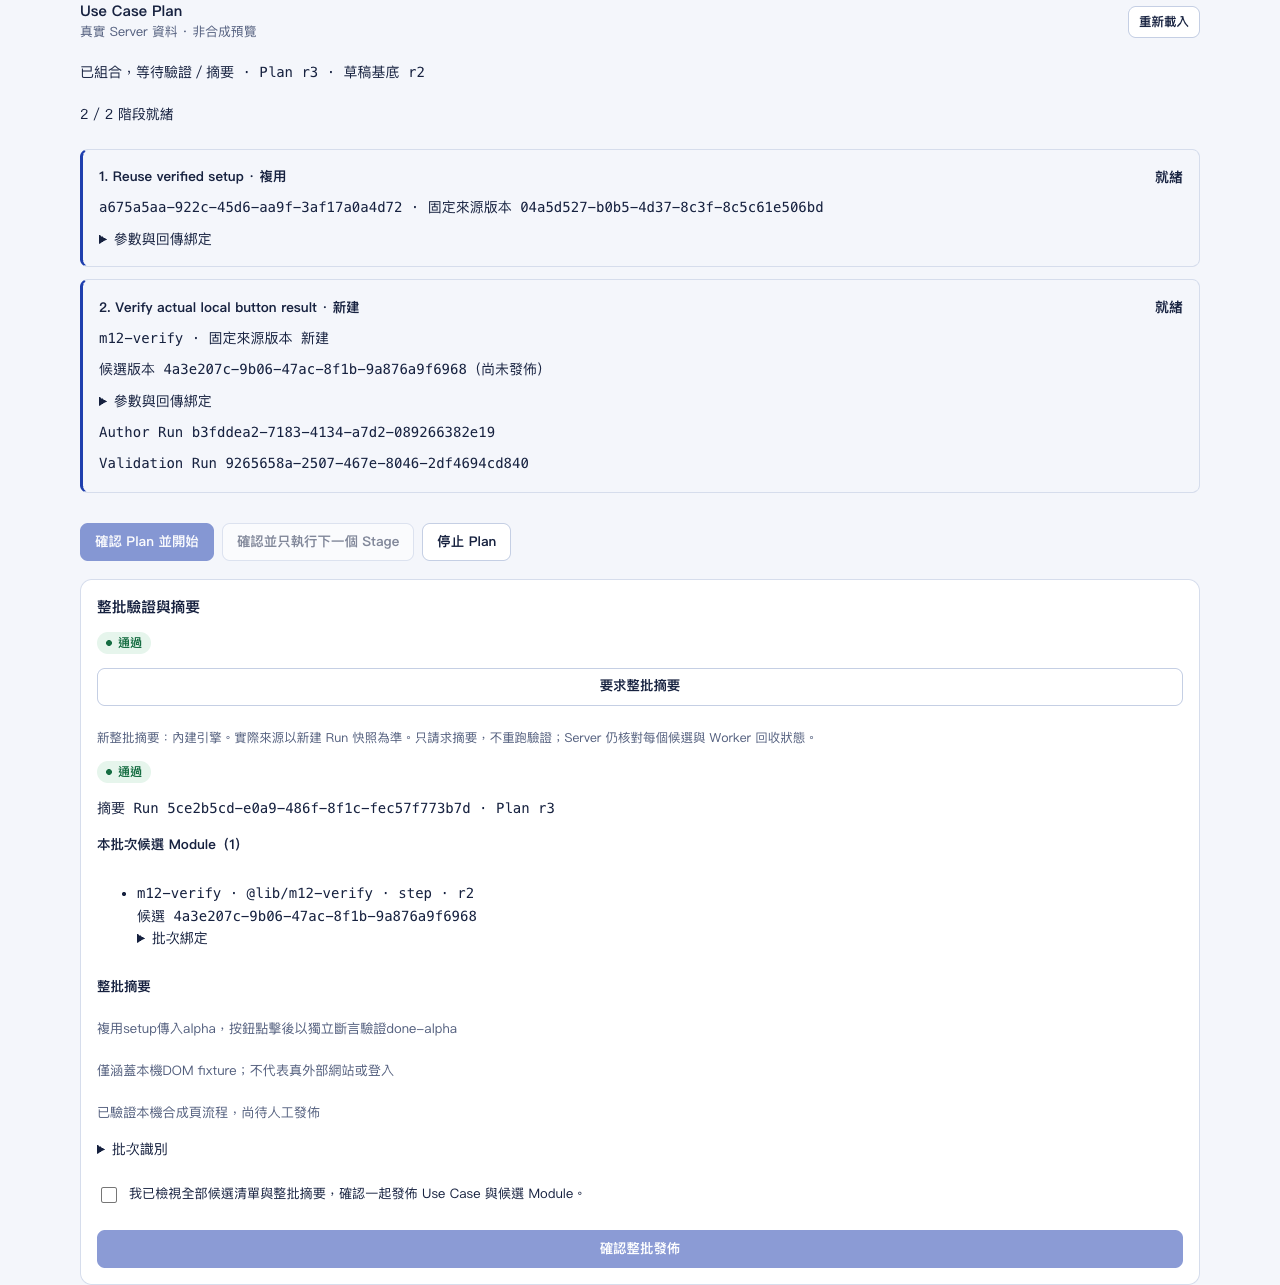 Use Case Plan
真實 Server 資料 · 非合成預覽
重新載入
已組合，等待驗證 / 摘要 · Plan r3 · 草稿基底 r2
2 / 2 階段就緒
1. Reuse verified setup · 複用
就緒
a675a5aa-922c-45d6-aa9f-3af17a0a4d72 · 固定來源版本 04a5d527-b0b5-4d37-8c3f-8c5c61e506bd
參數與回傳綁定
2. Verify actual local button result · 新建
就緒
m12-verify · 固定來源版本 新建
候選版本 4a3e207c-9b06-47ac-8f1b-9a876a9f6968（尚未發佈）
參數與回傳綁定
Author Run b3fddea2-7183-4134-a7d2-089266382e19
Validation Run 9265658a-2507-467e-8046-2df4694cd840
確認 Plan 並開始
確認並只執行下一個 Stage
停止 Plan
整批驗證與摘要
通過
要求整批摘要
新整批摘要：內建引擎。實際來源以新建 Run 快照為準。只請求摘要，不重跑驗證；Server 仍核對每個候選與 Worker 回收狀態。
通過
摘要 Run 5ce2b5cd-e0a9-486f-8f1c-fec57f773b7d · Plan r3
本批次候選 Module（1）
m12-verify · @lib/m12-verify · step · r2
候選 4a3e207c-9b06-47ac-8f1b-9a876a9f6968
批次綁定
整批摘要
複用setup傳入alpha，按鈕點擊後以獨立斷言驗證done-alpha
僅涵蓋本機DOM fixture；不代表真外部網站或登入
已驗證本機合成頁流程，尚待人工發佈
批次識別
我已檢視全部候選清單與整批摘要，確認一起發佈 Use Case 與候選 Module。
確認整批發佈